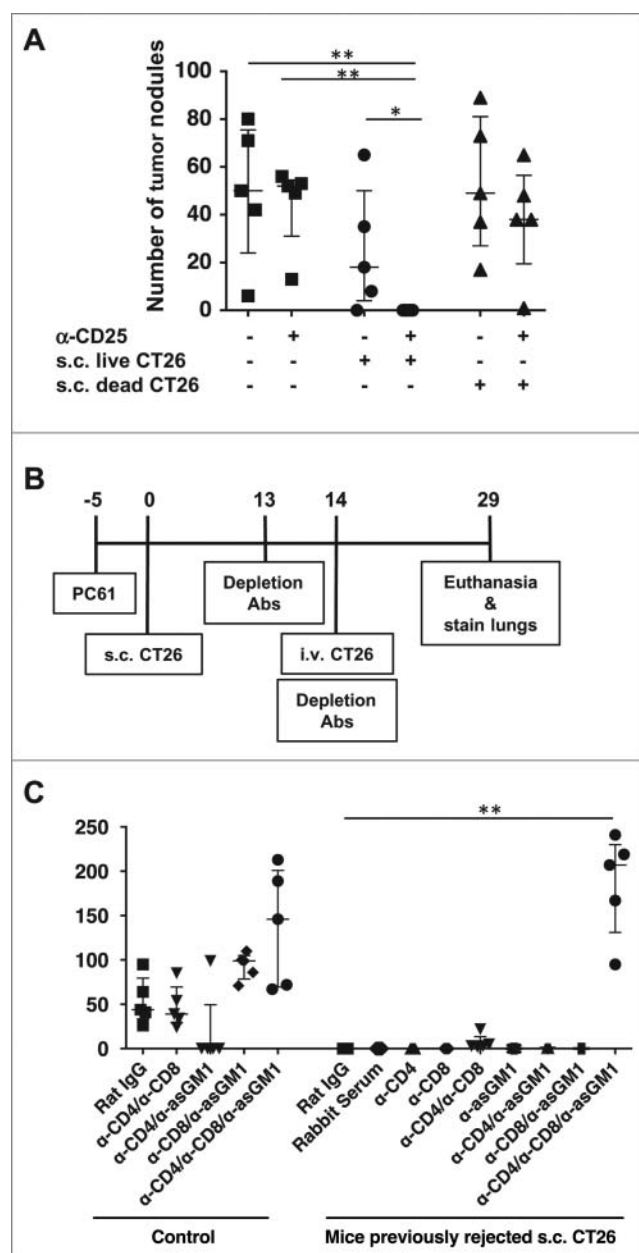 A
**
**
*
Number of tumor nodules
100
80
60
40
20
0
α-CD25 - + - + - +
s.c. live CT26 - - + + - -
s.c. dead CT26 - - - - + +
B
-5 0 13 14 29
PC61
s.c. CT26
Depletion
Abs
i.v. CT26
Depletion
Abs
Euthanasia
&
stain lungs
C
**
250
200
150
100
50
0
Rat IgG
α-CD4/α-CD8
α-CD4/α-asGM1
α-CD8/α-asGM1
α-CD4/α-CD8/α-asGM1
Rat IgG
Rabbit Serum
α-CD4
α-CD8
α-CD4/α-CD8
α-asGM1
α-CD4/α-asGM1
α-CD8/α-asGM1
α-CD4/α-CD8/α-asGM1
Control
Mice previously rejected s.c. CT26